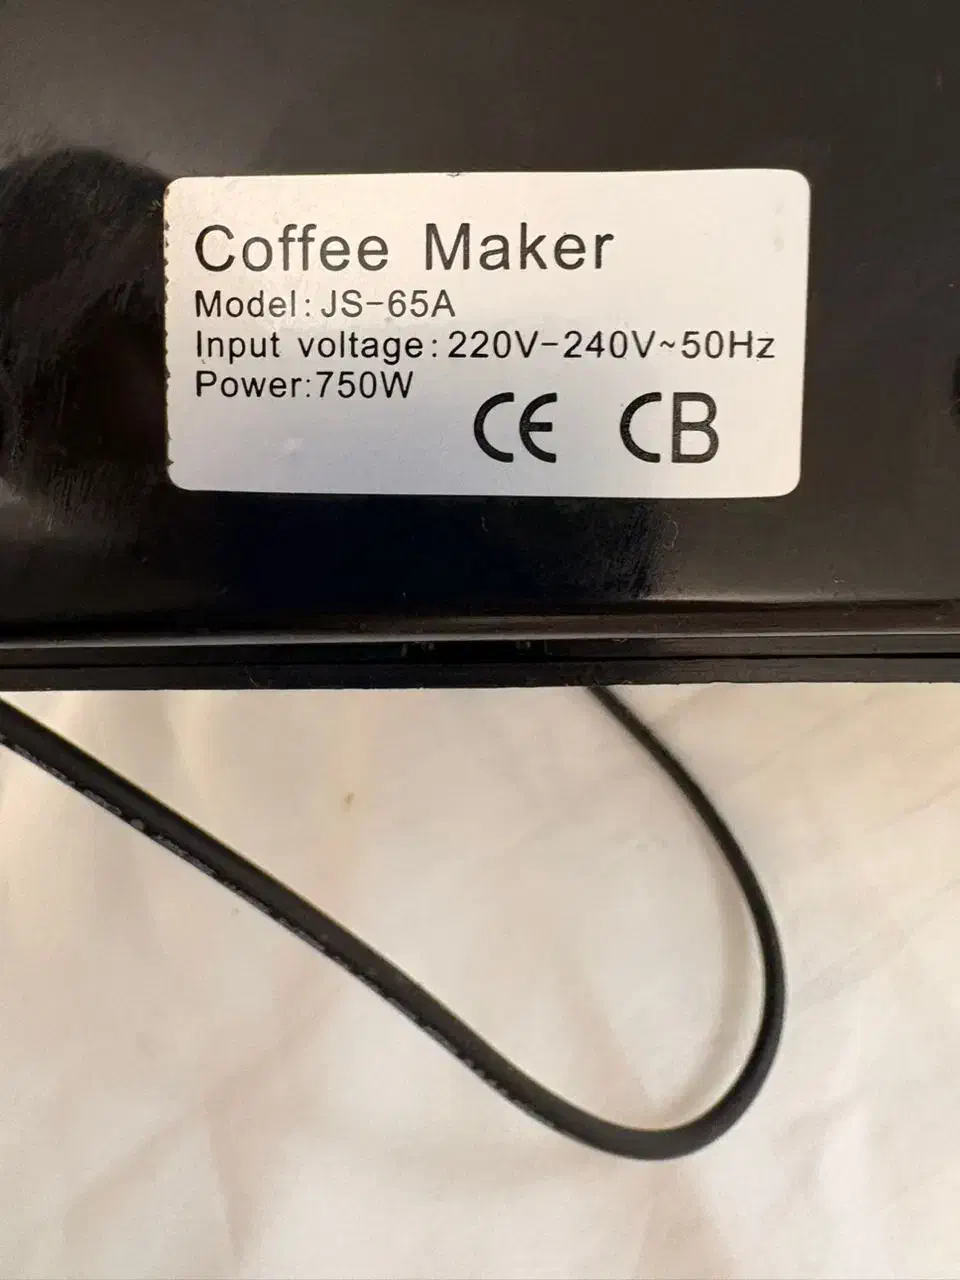 Coffee Maker
Model:JS-65A
Input voltage:220V-240V~50Hz
Power:750W
CE CB